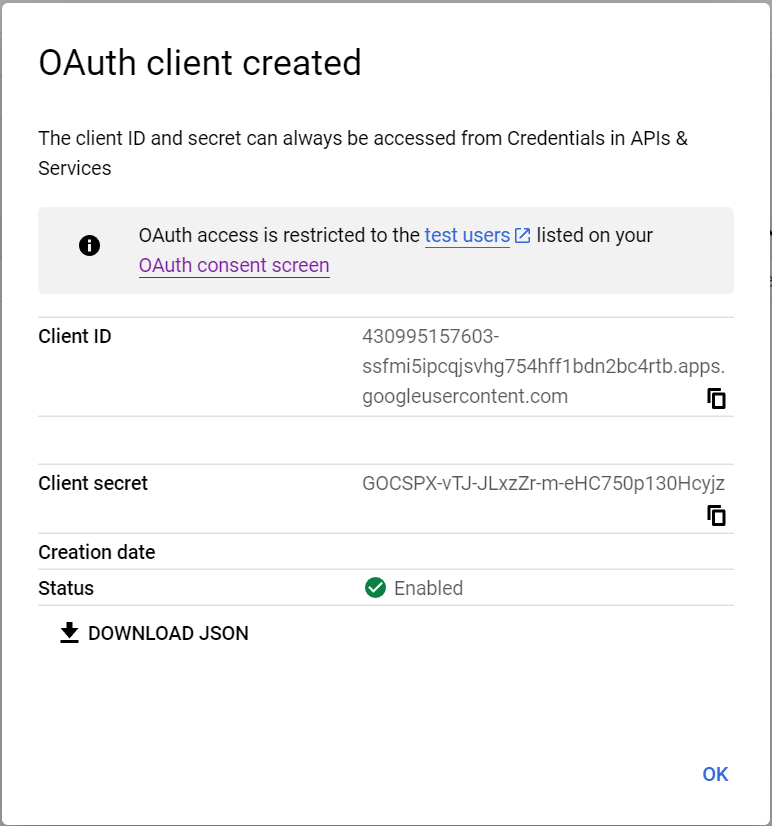 OAuth client created
The client ID and secret can always be accessed from Credentials in APIs &
Services
OAuth access is restricted to the test users listed on your
OAuth consent screen
Client ID 430995157603-
ssfmi5ipcqjsvhg754hff1bdn2bc4rtb.apps.
googleusercontent.com
Client secret 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
Creation date
Status Enabled
DOWNLOAD JSON
OK